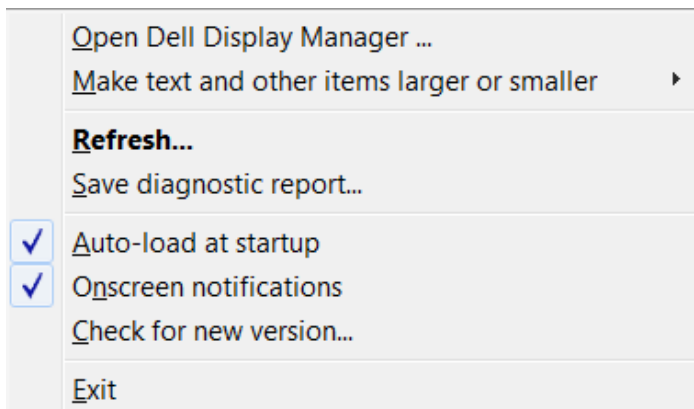 Open Dell Display Manager ...
Make text and other items larger or smaller
Refresh...
Save diagnostic report...
Auto-load at startup
Onscreen notifications
Check for new version...
Exit